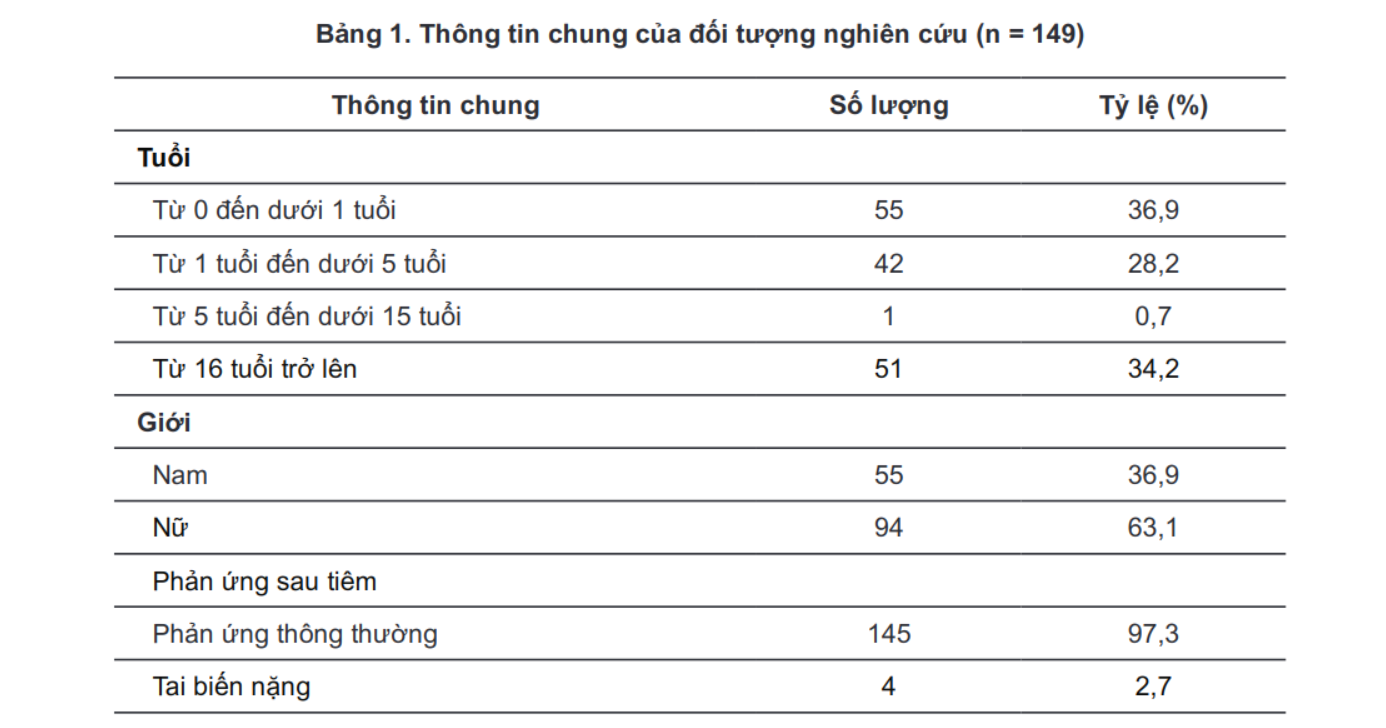 Bảng 1. Thông tin chung của đối tượng nghiên cứu (n = 149)
Thông tin chung Số lượng Tỷ lệ (%)
Tuổi
Từ 0 đến dưới 1 tuổi 55 36,9
Từ 1 tuổi đến dưới 5 tuổi 42 28,2
Từ 5 tuổi đến dưới 15 tuổi 1 0,7
Từ 16 tuổi trở lên 51 34,2
Giới
Nam 55 36,9
Nữ 94 63,1
Phản ứng sau tiêm
Phản ứng thông thường 145 97,3
Tai biến nặng 4 2,7